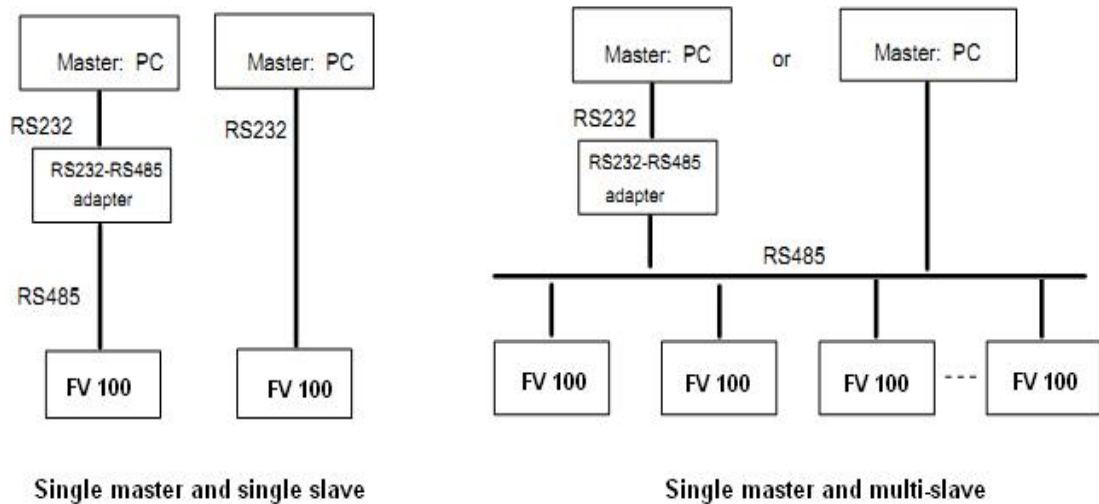 Master: PC
Master: PC
RS232
RS232
RS232-RS485
adapter
RS485
FV 100
FV 100
Single master and single slave
Master: PC
or
Master: PC
RS232
RS232-RS485
adapter
RS485
FV 100
FV 100
FV 100
----
FV 100
Single master and multi-slave